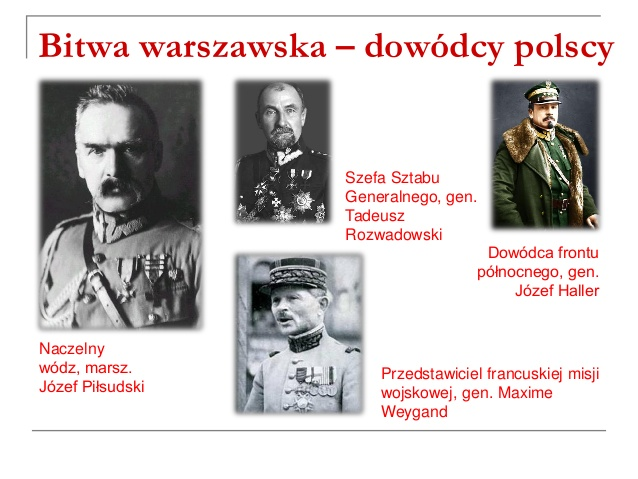 Bitwa warszawska – dowódcy polscy
Szefa Sztabu
Generalnego, gen.
Tadeusz
Rozwadowski
Dowódca frontu
północnego, gen.
Józef Haller
Naczelny
wódz, marsz.
Józef Piłsudski
Przedstawiciel francuskiej misji
wojskowej, gen. Maxime
Weygand